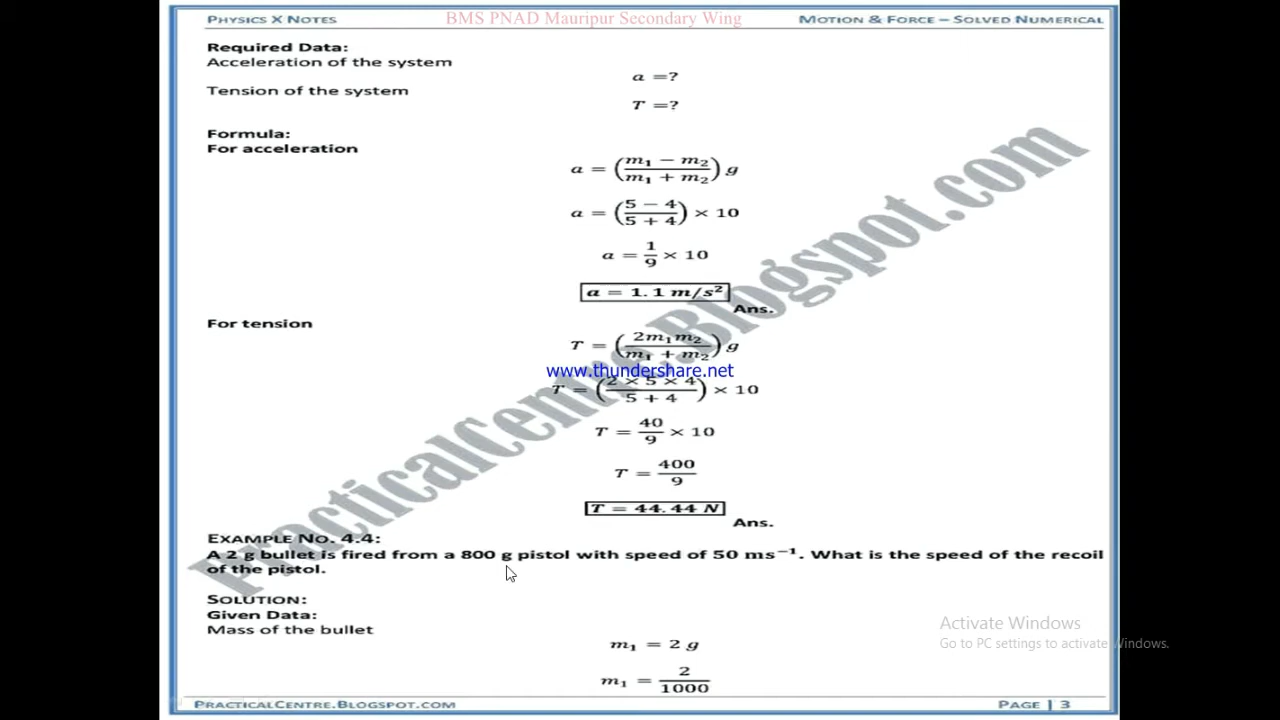 PHYSICS X NOTES BMS PNAD Mauripur Secondary Wing MOTION & FORCE – SOLVED NUMERICAL
Required Data:
Acceleration of the system
a =?
Tension of the system
T =?
Formula:
For acceleration
a = (m₁ − m₂ / m₁ + m₂) g
a = (5 − 4 / 5 + 4) × 10
a = 1/9 × 10
a = 1.1 m/s²
Ans.
For tension
T = (2m₁m₂ / m₁ + m₂) g
www.thundershare.net
T = (2 × 5 × 4 / 5 + 4) × 10
T = 40/9 × 10
T = 400/9
T = 44.44 N
Ans.
EXAMPLE NO. 4.4:
A 2 g bullet is fired from a 800 g pistol with speed of 50 ms⁻¹. What is the speed of the recoil
of the pistol.
SOLUTION:
Given Data:
Mass of the bullet
m₁ = 2 g
m₁ = 2/1000
PRACTICALCENTRE.BLOGSPOT.COM PAGE | 3
PracticalCentre.Blogspot.com
Activate Windows
Go to PC settings to activate Windows.